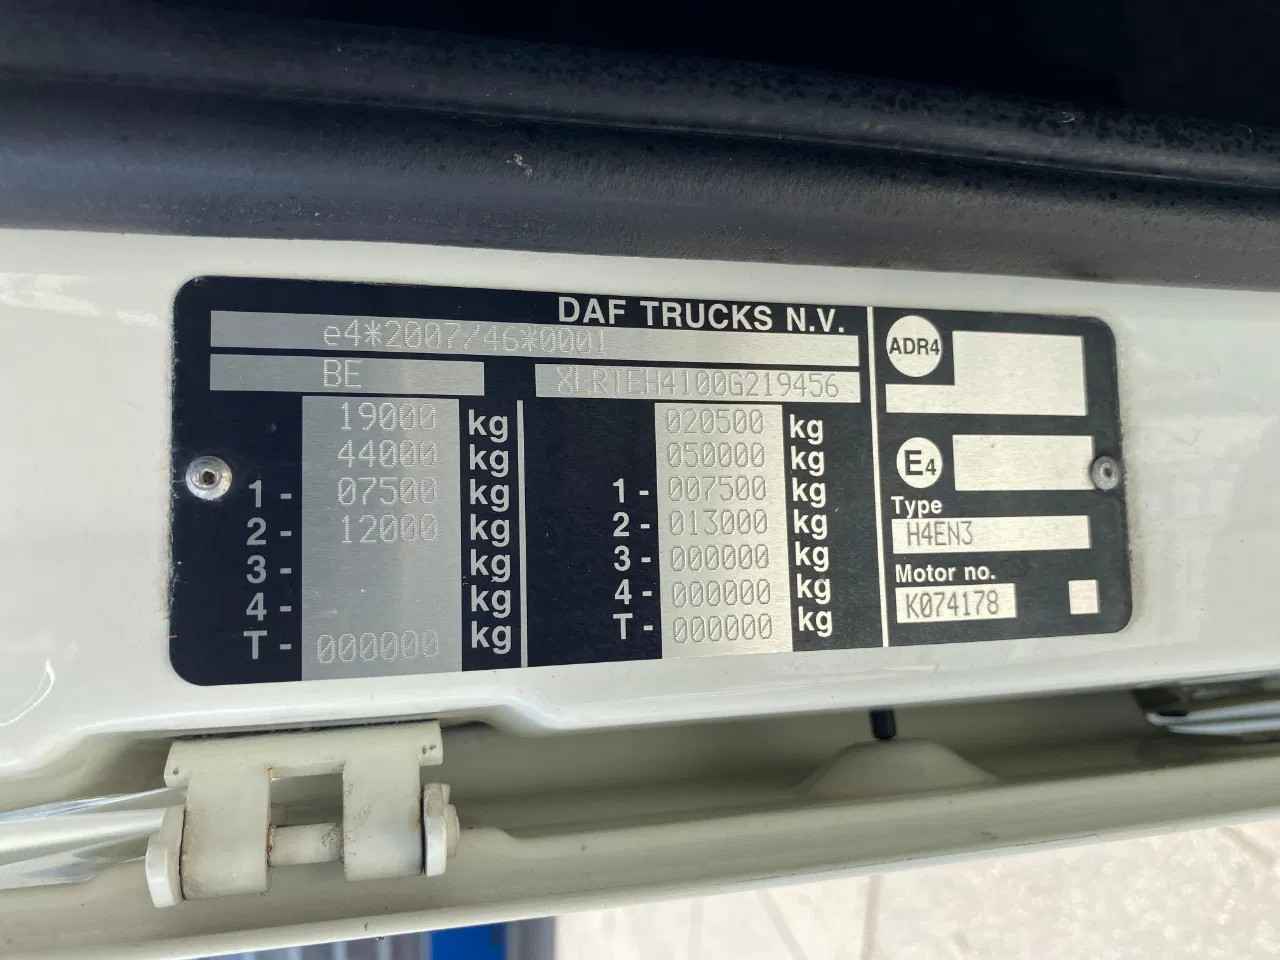 DAF TRUCKS N.V.
e4*2007/46*0001
BE XLRTEH4100G219456
19000 kg
44000 kg
1 - 07500 kg
2 - 12000 kg
3 - kg
4 - kg
T - 000000 kg
020500 kg
050000 kg
1 - 007500 kg
2 - 013000 kg
3 - 000000 kg
4 - 000000 kg
T - 000000 kg
ADR4
E4
Type
H4EN3
Motor no.
K074178